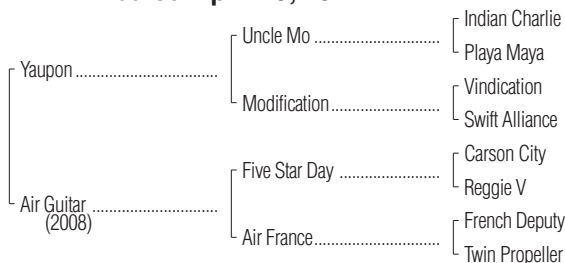 Indian Charlie
Uncle Mo
Playa Maya
Yaupon
Vindication
Modification
Swift Alliance
Carson City
Five Star Day
Reggie V
Air Guitar
(2008)
French Deputy
Air France
Twin Propeller